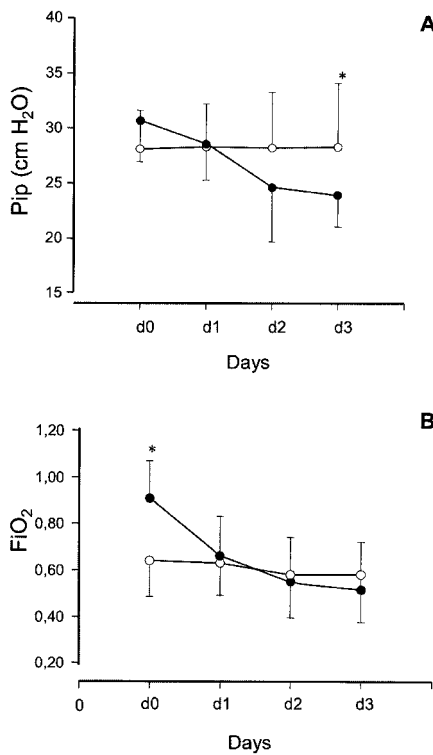 A
40
35
30
25
20
15
Pip (cm H₂O)
*
d0 d1 d2 d3
Days
B
1,20
1,00
0,80
0,60
0,40
0,20
FiO₂
*
0 d0 d1 d2 d3
Days